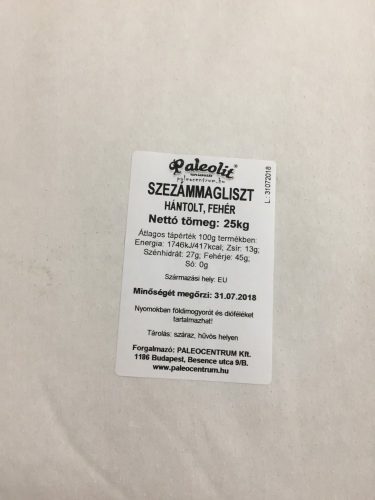 Paleolit®
paleocentrum.hu
SZEZÁMMAGLISZT
HÁNTOLT, FEHÉR
Nettó tömeg: 25kg
Átlagos tápérték 100g termékben:
Energia: 1746kJ/417kcal; Zsír: 13g;
Szénhidrát: 27g; Fehérje: 45g;
Só: 0g
Származási hely: EU
Minőségét megőrzi: 31.07.2018
Nyomokben földimogyorót és dióféléket
tartalmazhat!
Tárolás: száraz, hűvös helyen
Forgalmazó: PALEOCENTRUM Kft.
1186 Budapest, Besence utca 9/B.
www.paleocentrum.hu
L.: 31072018